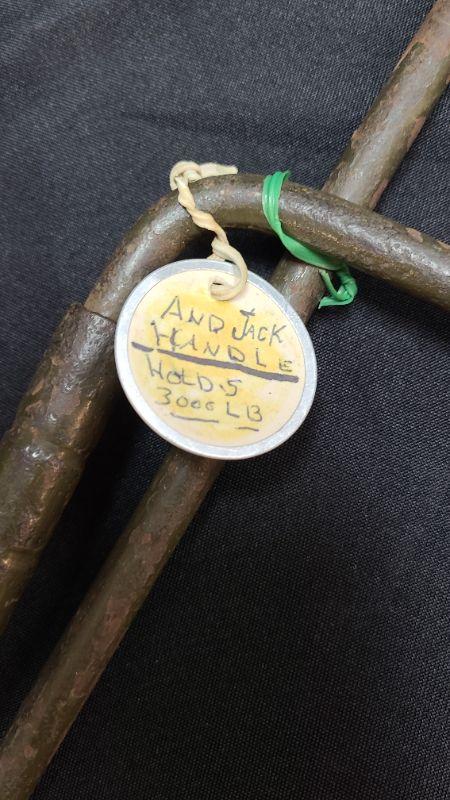 AND JACK
HANDLE
HOLDS
3000 LB